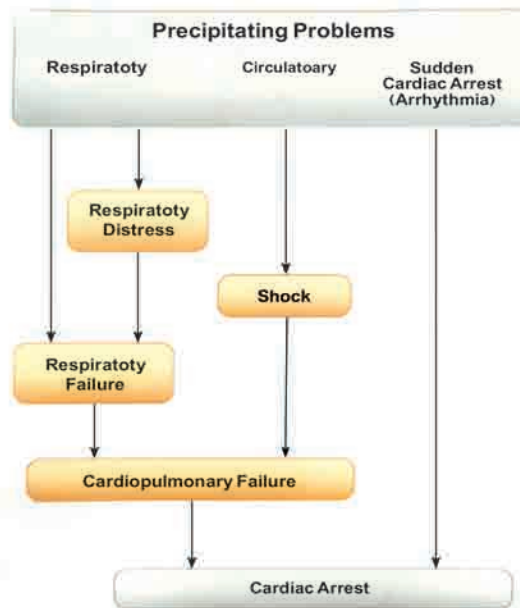 Precipitating Problems
Respiratoty
Circulatoary
Sudden
Cardiac Arrest
(Arrhythmia)
Respiratoty
Distress
Shock
Respiratoty
Failure
Cardiopulmonary Failure
Cardiac Arrest